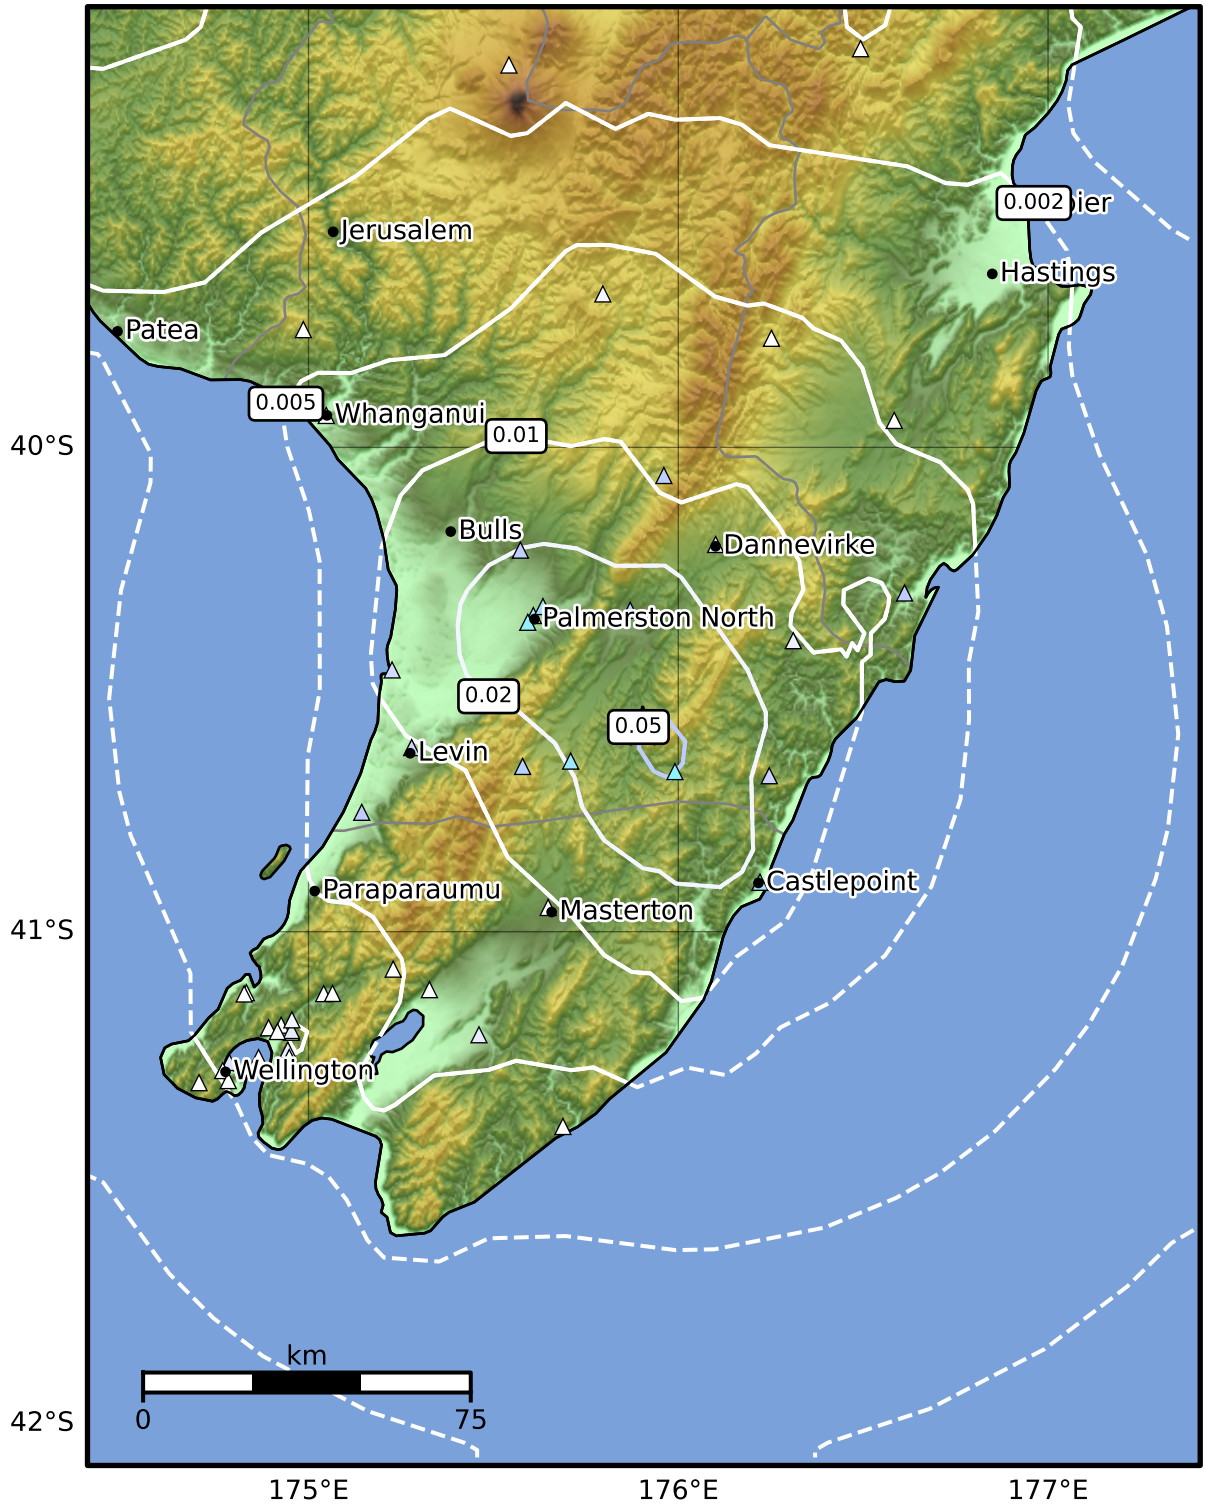 0.002
Jerusalem
Hastings
Patea
0.005
Whanganui
0.01
40°S
Bulls
Dannevirke
Palmerston North
0.02
0.05
Levin
Castlepoint
Paraparaumu
Masterton
41°S
Wellington
km
0
75
42°S
175°E
176°E
177°E